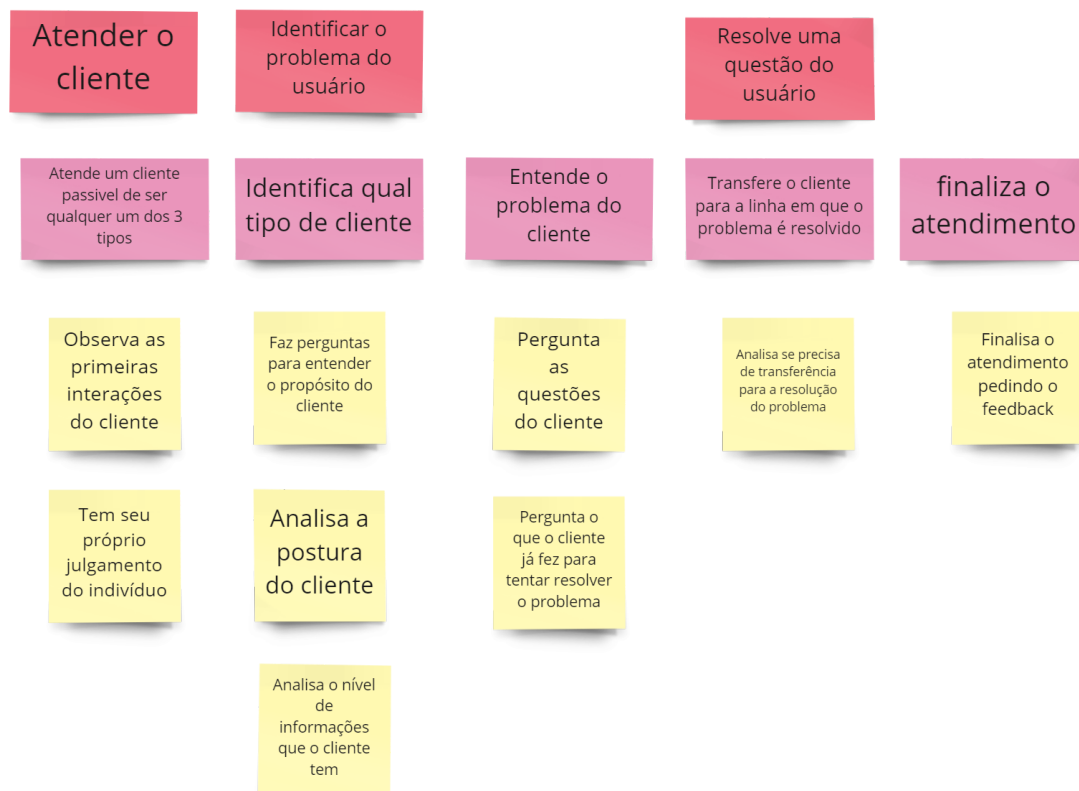 Atender o
cliente
Identificar o
problema do
usuário
Resolve uma
questão do
usuário
Atende um cliente
passivel de ser
qualquer um dos 3
tipos
Identifica qual
tipo de cliente
Entende o
problema do
cliente
Transfere o cliente
para a linha em que o
problema é resolvido
finaliza o
atendimento
Observa as
primeiras
interações
do cliente
Faz perguntas
para entender
o propósito do
cliente
Pergunta
as
questões
do cliente
Analisa se precisa
de transferência
para a resolução
do problema
Finalisa o
atendimento
pedindo o
feedback
Tem seu
próprio
julgamento
do indivíduo
Analisa a
postura
do cliente
Pergunta o
que o cliente
já fez para
tentar resolver
o problema
Analisa o nível
de
informações
que o cliente
tem